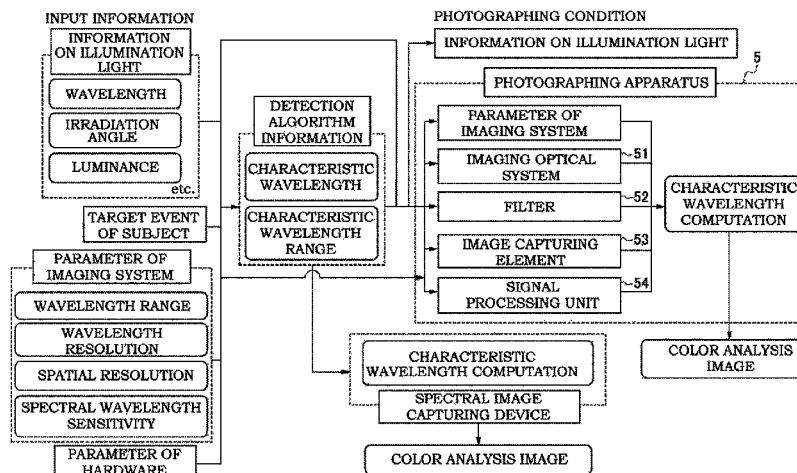 INPUT INFORMATION
INFORMATION
ON ILLUMINATION
LIGHT
WAVELENGTH
IRRADIATION
ANGLE
LUMINANCE
etc.
TARGET EVENT
OF SUBJECT
PARAMETER
OF IMAGING SYSTEM
WAVELENGTH RANGE
WAVELENGTH
RESOLUTION
SPATIAL RESOLUTION
SPECTRAL WAVELENGTH
SENSITIVITY
PARAMETER OF
HARDWARE
DETECTION
ALGORITHM
INFORMATION
CHARACTERISTIC
WAVELENGTH
CHARACTERISTIC
WAVELENGTH
RANGE
PHOTOGRAPHING CONDITION
INFORMATION ON ILLUMINATION LIGHT
PHOTOGRAPHING APPARATUS
5
PARAMETER OF
IMAGING SYSTEM
IMAGING OPTICAL
SYSTEM
51
FILTER
52
IMAGE CAPTURING
ELEMENT
53
SIGNAL
PROCESSING UNIT
54
CHARACTERISTIC
WAVELENGTH
COMPUTATION
COLOR ANALYSIS
IMAGE
CHARACTERISTIC
WAVELENGTH COMPUTATION
SPECTRAL IMAGE
CAPTURING DEVICE
COLOR ANALYSIS IMAGE